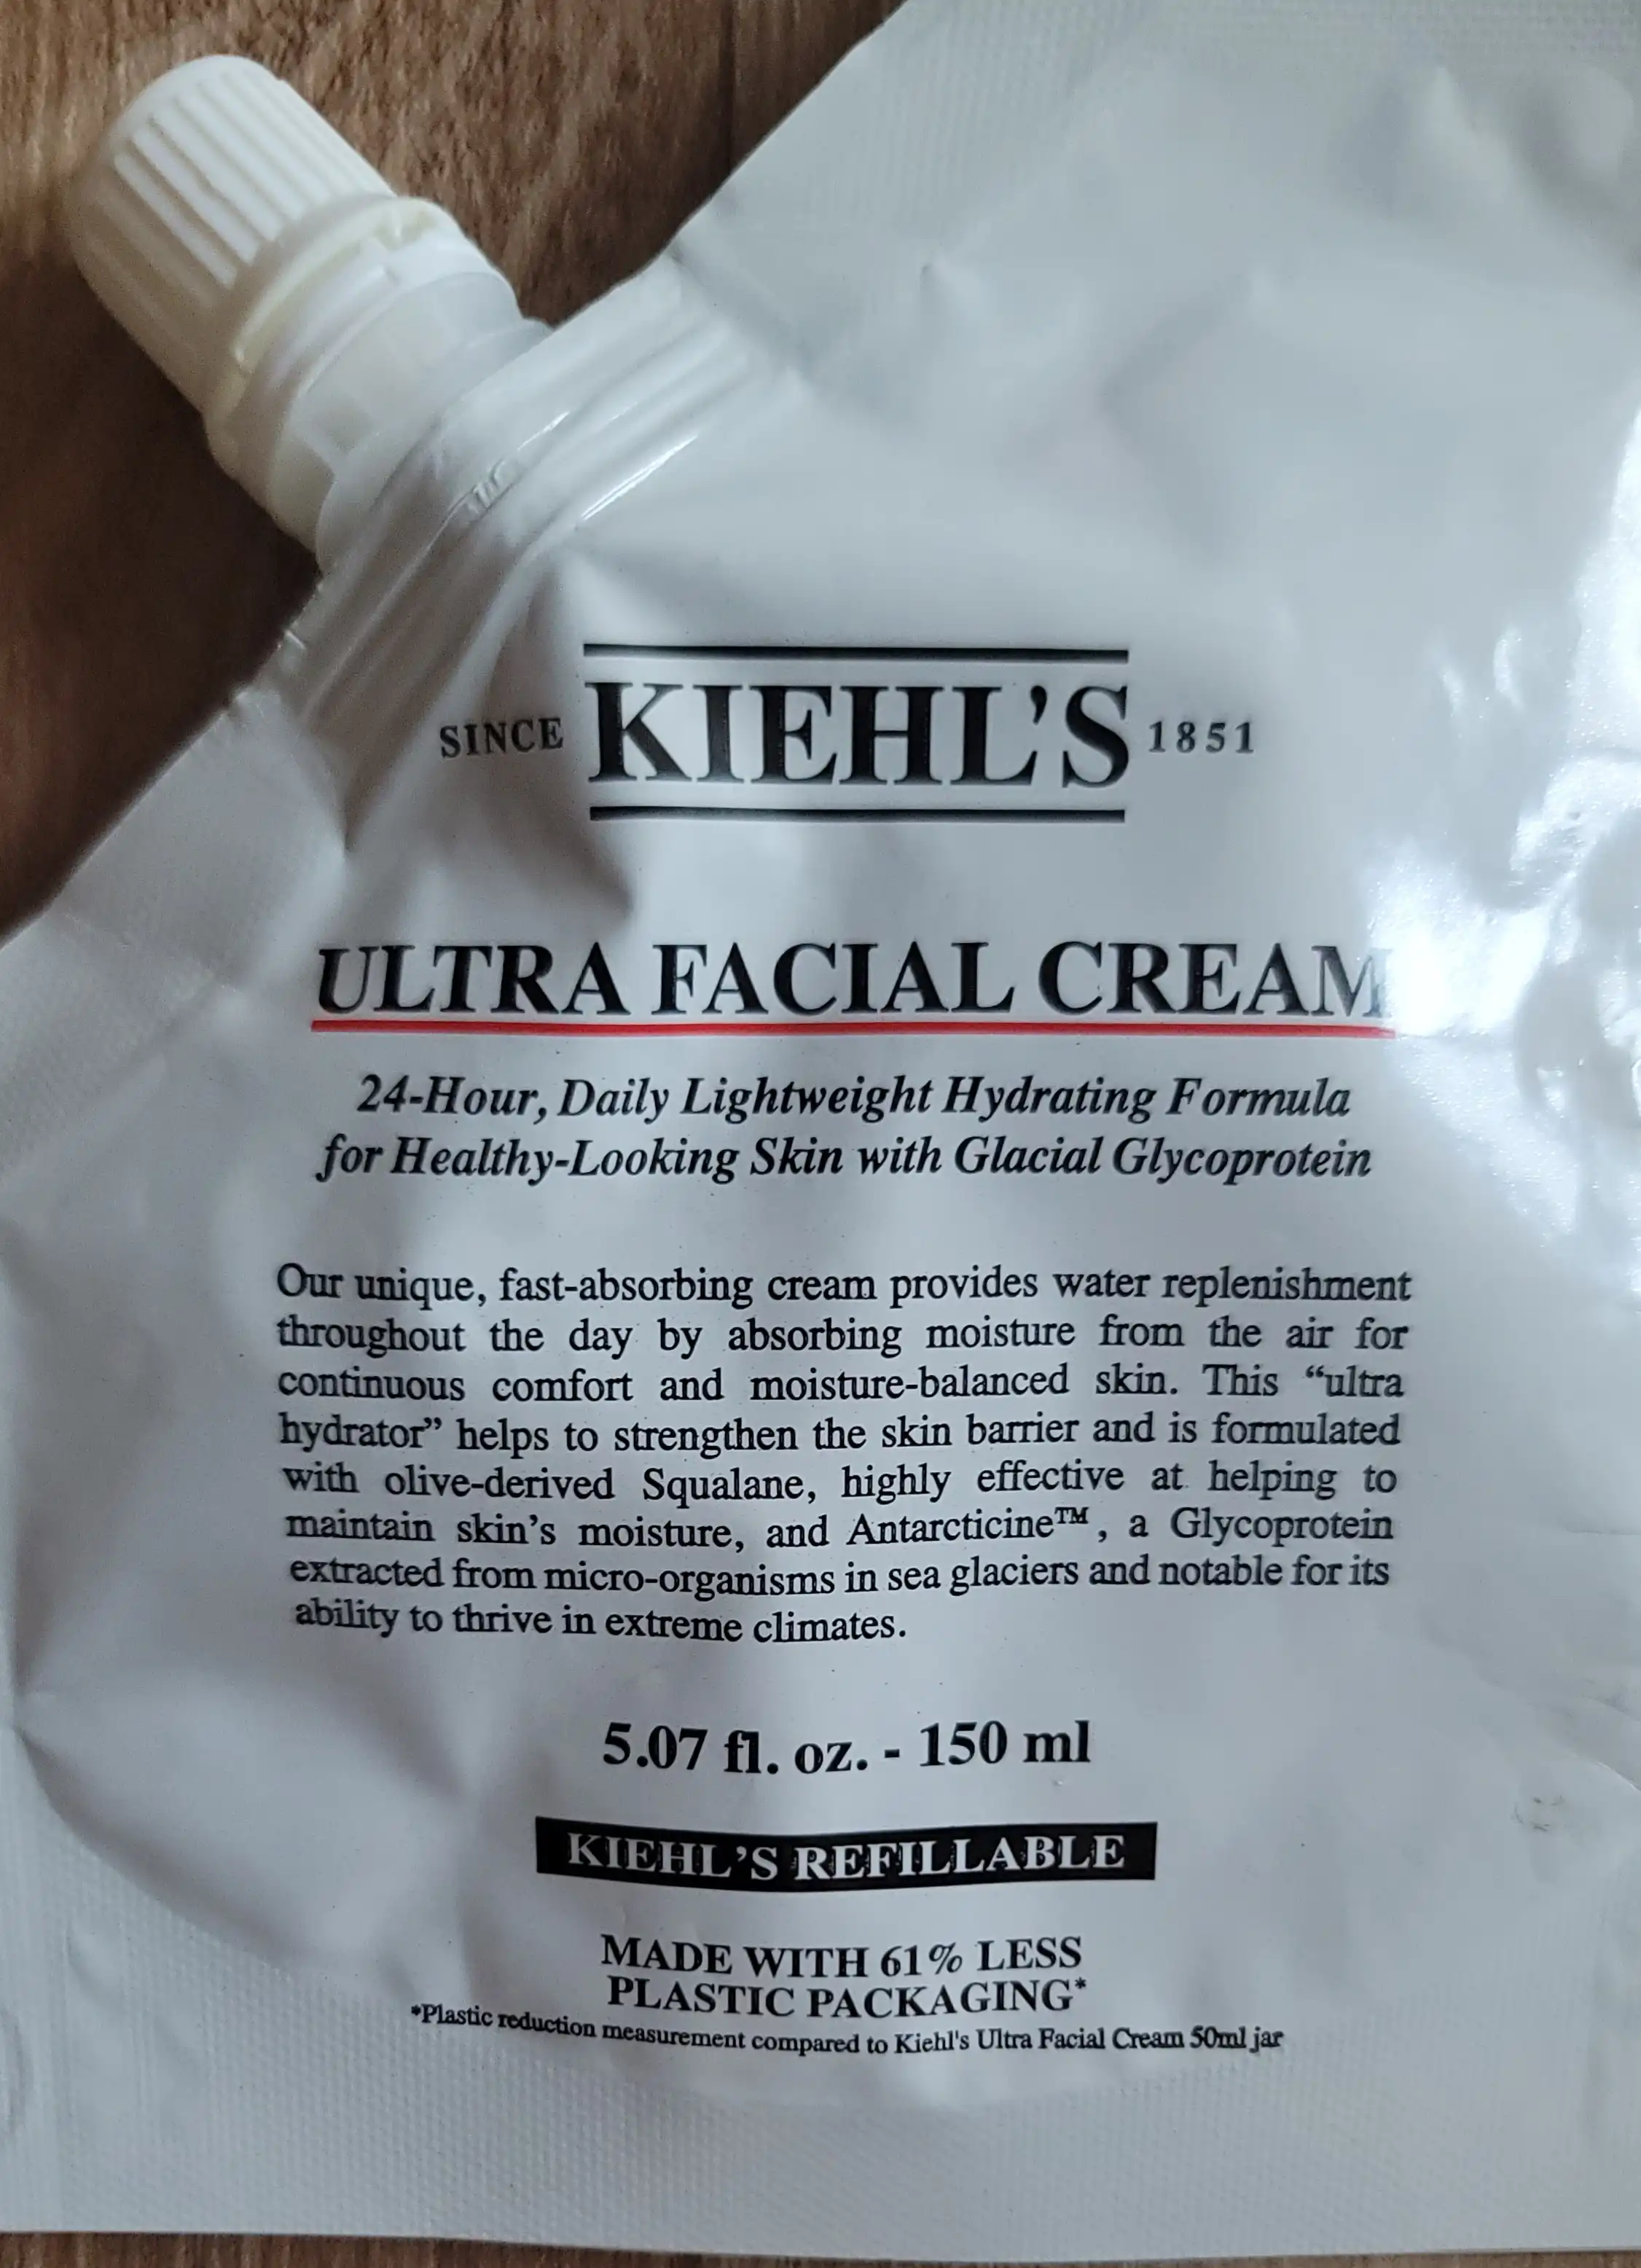 SINCE KIEHL'S 1851
ULTRA FACIAL CREAM
24-Hour, Daily Lightweight Hydrating Formula
for Healthy-Looking Skin with Glacial Glycoprotein
Our unique, fast-absorbing cream provides water replenishment
throughout the day by absorbing moisture from the air for
continuous comfort and moisture-balanced skin. This “ultra
hydrator” helps to strengthen the skin barrier and is formulated
with olive-derived Squalane, highly effective at helping to
maintain skin’s moisture, and Antarcticine™, a Glycoprotein
extracted from micro-organisms in sea glaciers and notable for its
ability to thrive in extreme climates.
5.07 fl. oz. - 150 ml
KIEHL’S REFILLABLE
MADE WITH 61% LESS
PLASTIC PACKAGING*
*Plastic reduction measurement compared to Kiehl's Ultra Facial Cream 50ml jar